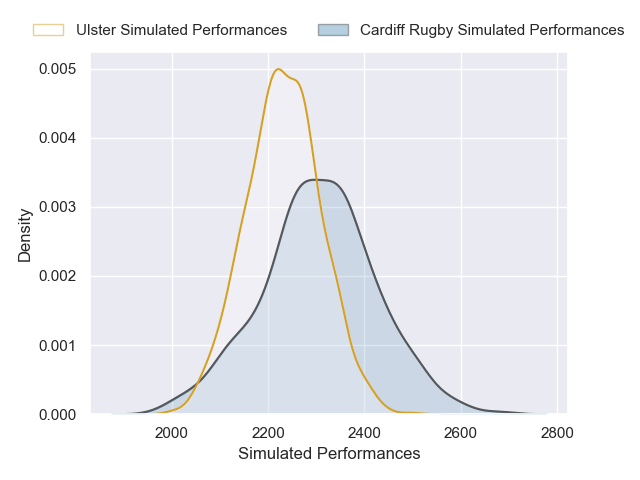 Ulster Simulated Performances Cardiff Rugby Simulated Performances
0.005
0.004
0.003
0.002
0.001
0.000
Density
2000 2200 2400 2600 2800
Simulated Performances